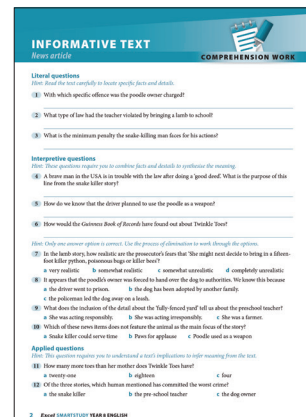 INFORMATIVE TEXT
News article
COMPREHENSION WORK
Literal questions
Hint: Read the text carefully to locate specific facts and details.
1 With which specific offence was the poodle owner charged?
2 What type of law had the teacher violated by bringing a lamb to school?
3 What is the minimum penalty the snake-killing man faces for his actions?
Interpretive questions
Hint: These questions require you to combine facts and details to synthesise the meaning.
4 A brave man in the USA is in trouble with the law after doing a 'good deed'. What is the purpose of this
fine from the snake killer story?
5 How do we know that the driver planned to use the poodle as a weapon?
6 How would the Guinness Book of Records have found out about Twinkle Toes?
Hint: Only one answer option is correct. Use the process of elimination to work through the options.
7 In the lamb story, how realistic are the prosecutor's fears that 'She might next decide to bring in a fifteen-
foot killer python, poisonous bugs or killer bees'?
a very realistic b somewhat realistic c somewhat unrealistic d completely unrealistic
8 It appears that the poodle's owner was forced to hand over the dog to authorities. We know this because
a the driver went to prison. b the dog has been adopted by another family.
c the policeman led the dog away on a leash.
9 What does the inclusion of the detail about the 'fully-fenced yard' tell us about the preschool teacher?
a She was acting responsibly. b She was acting irresponsibly. c She was a farmer.
10 Which of these news items does not feature the animal as the main focus of the story?
a Snake killer could serve time b Paws for applause c Poodle used as a weapon
Applied questions
Hint: This question requires you to understand a text's implications to infer meaning from the text.
11 How many more toes than her mother does Twinkle Toes have?
a twenty-one b eighteen c four
12 Of the three stories, which human mentioned has committed the worst crime?
a the snake killer b the pre-school teacher c the dog owner
2 Excel SMARTSTUDY YEAR 8 ENGLISH